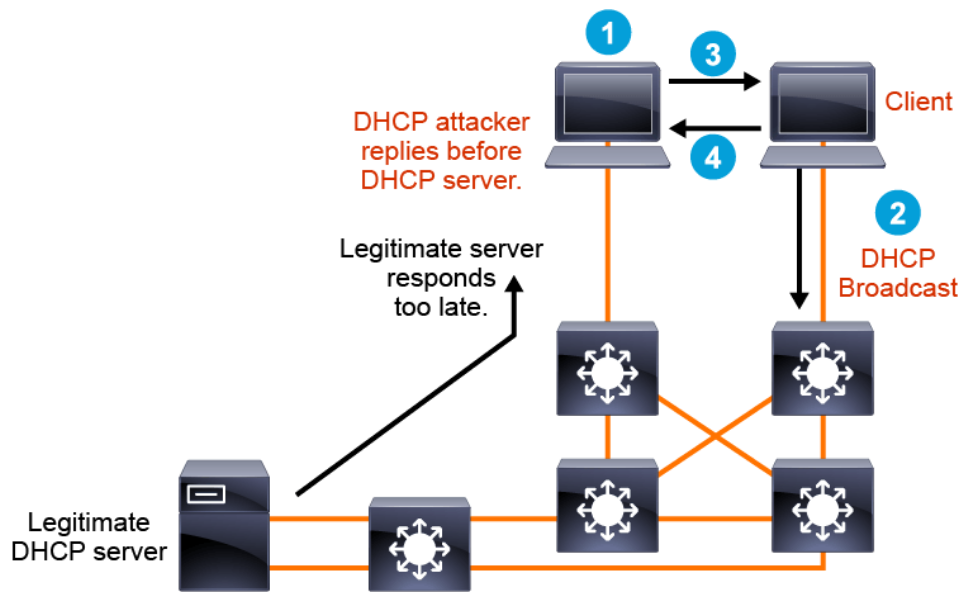 1
3
Client
DHCP attacker
replies before
DHCP server.
4
2
DHCP
Broadcast
Legitimate server
responds
too late.
Legitimate
DHCP server